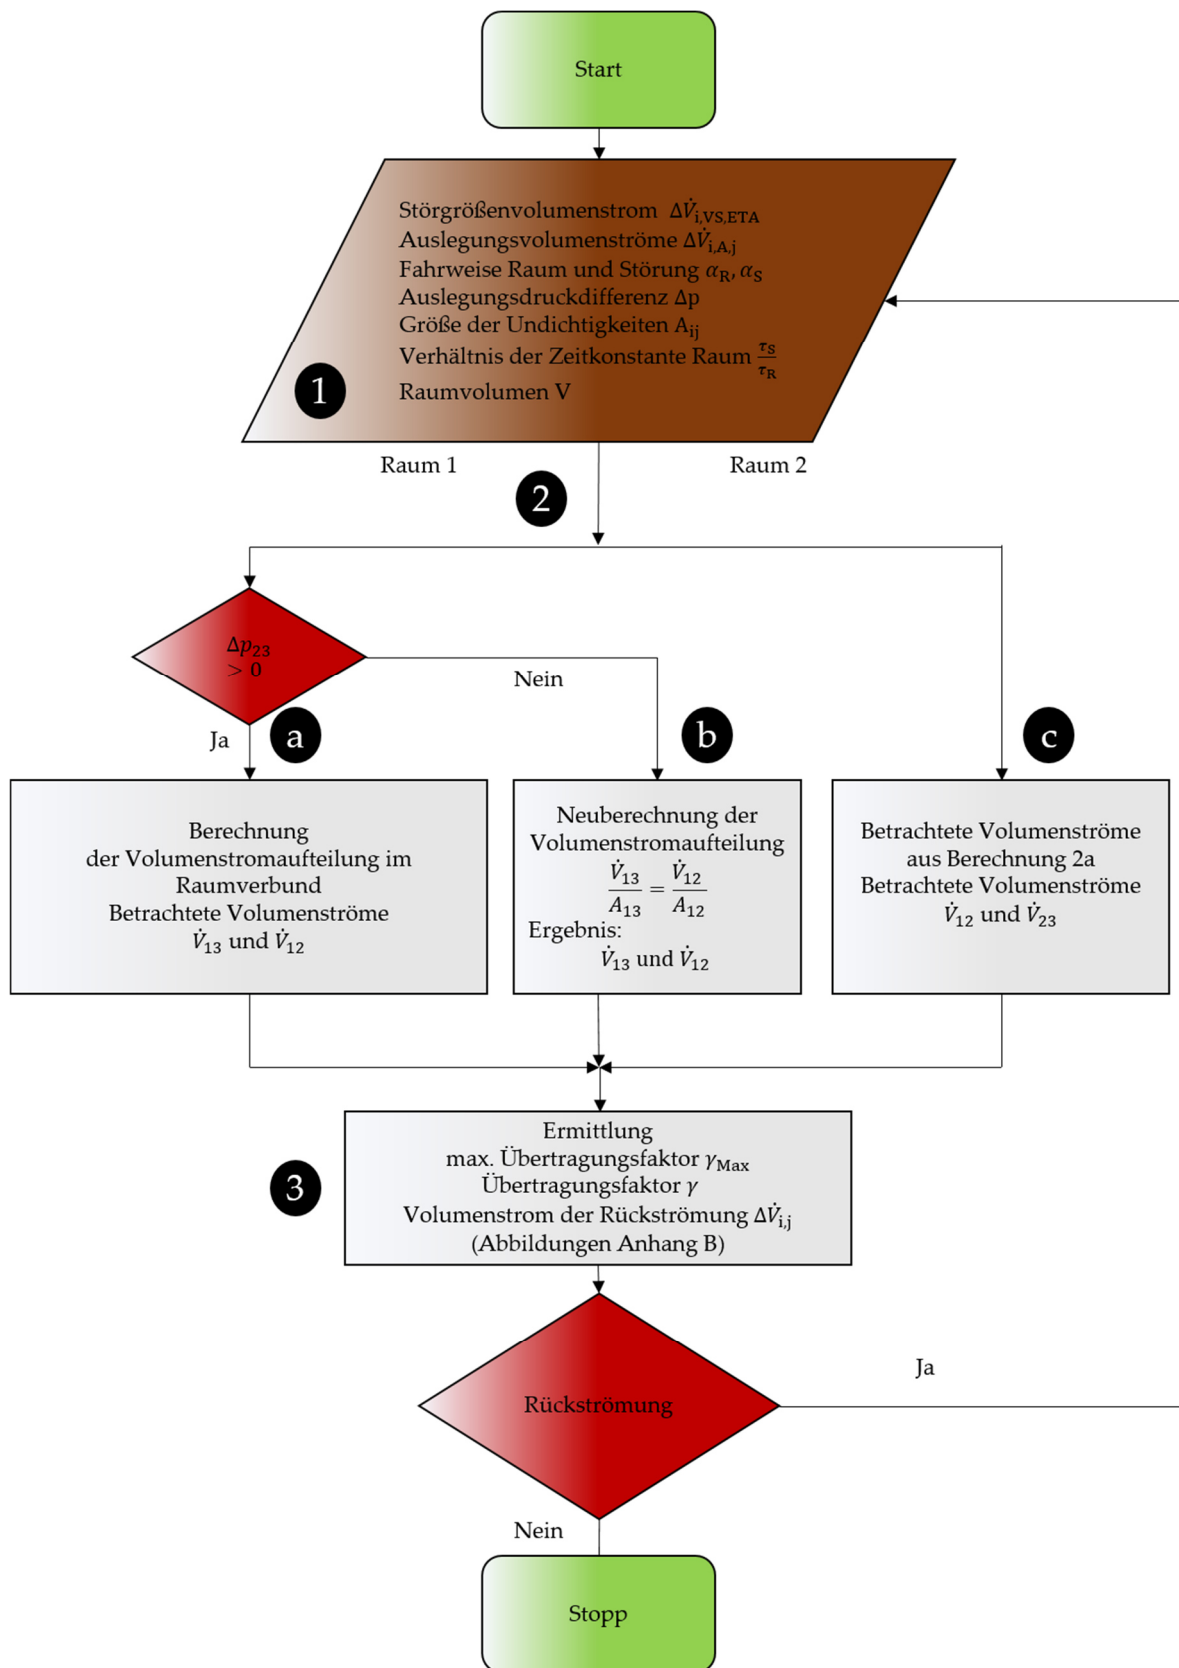 Start
Störgrößenvolumenstrom ΔV̇i,VS,ETA
Auslegungsvolumenströme ΔV̇i,A,j
Fahrweise Raum und Störung αR, αS
Auslegungsdruckdifferenz Δp
Größe der Undichtigkeiten Aij
Verhältnis der Zeitkonstante Raum τS/τR
Raumvolumen V
1
Raum 1
Raum 2
2
Δp23
> 0
Nein
Ja
a
b
c
Berechnung
der Volumenstromaufteilung im
Raumverbund
Betrachtete Volumenströme
V̇13 und V̇12
Neuberechnung der
Volumenstromaufteilung
V̇13/A13 = V̇12/A12
Ergebnis:
V̇13 und V̇12
Betrachtete Volumenströme
aus Berechnung 2a
Betrachtete Volumenströme
V̇12 und V̇23
3
Ermittlung
max. Übertragungsfaktor γMax
Übertragungsfaktor γ
Volumenstrom der Rückströmung ΔV̇i,j
(Abbildungen Anhang B)
Rückströmung
Ja
Nein
Stopp